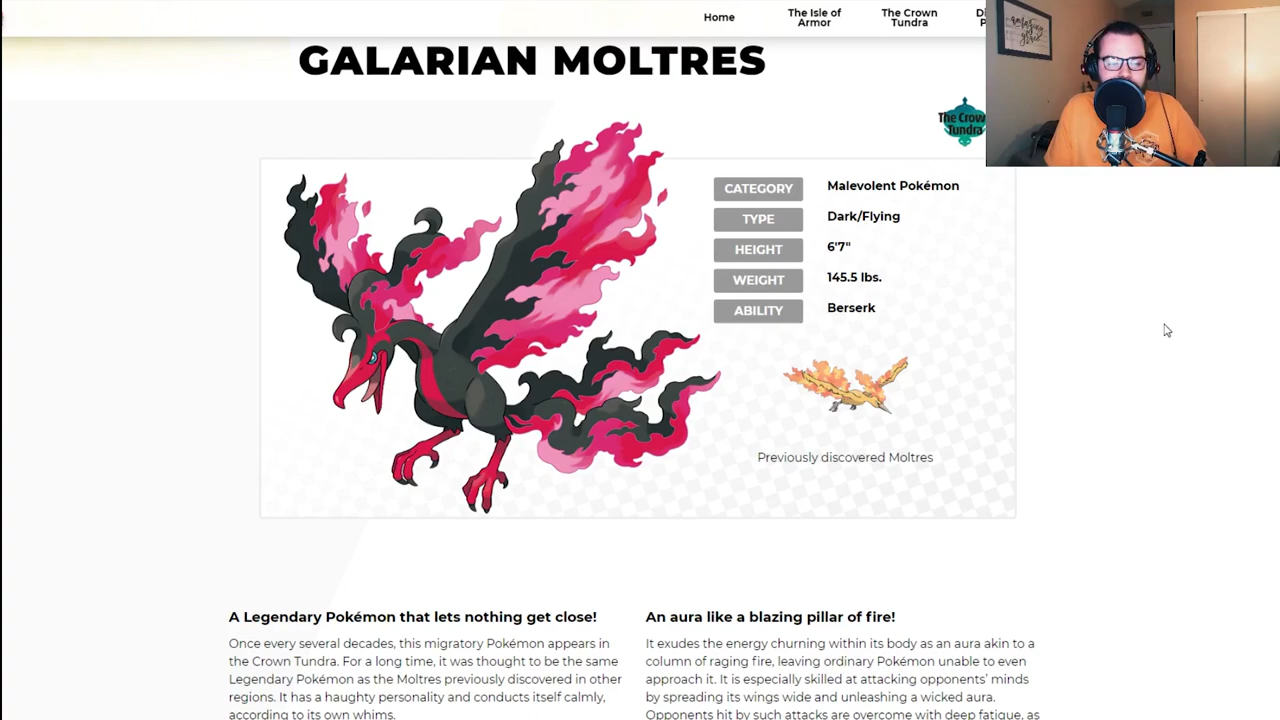 Home
The Isle of
Armor
The Crown
Tundra
GALARIAN MOLTRES
amazing
grace
The Crow
Tundra
CATEGORY Malevolent Pokémon
TYPE Dark/Flying
HEIGHT 6'7"
WEIGHT 145.5 lbs.
ABILITY Berserk
Previously discovered Moltres
A Legendary Pokémon that lets nothing get close!
Once every several decades, this migratory Pokémon appears in
the Crown Tundra. For a long time, it was thought to be the same
Legendary Pokémon as the Moltres previously discovered in other
regions. It has a haughty personality and conducts itself calmly,
according to its own whims.
An aura like a blazing pillar of fire!
It exudes the energy churning within its body as an aura akin to a
column of raging fire, leaving ordinary Pokémon unable to even
approach it. It is especially skilled at attacking opponents' minds
by spreading its wings wide and unleashing a wicked aura.
Opponents hit by such attacks are overcome with deep fatigue, as